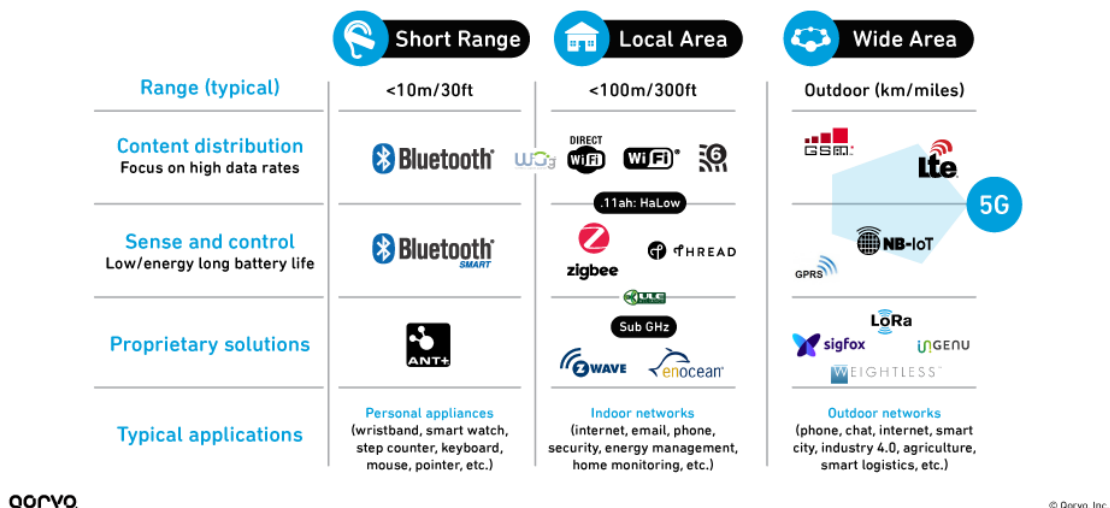 Short Range
Local Area
Wide Area
Range (typical)
<10m/30ft
<100m/300ft
Outdoor (km/miles)
Content distribution
Focus on high data rates
Bluetooth®
DIRECT
WiFi
WiFi®
6
GSM
Lte
.11ah: HaLow
5G
Sense and control
Low/energy long battery life
Bluetooth®
SMART
zigbee
THREAD
NB-IoT
GPRS
ULE
Proprietary solutions
ANT+
Sub GHz
Z WAVE
enocean®
LoRa
sigfox
INGENU
WEIGHTLESS™
Typical applications
Personal appliances
(wristband, smart watch,
step counter, keyboard,
mouse, pointer, etc.)
Indoor networks
(internet, email, phone,
security, energy management,
home monitoring, etc.)
Outdoor networks
(phone, chat, internet, smart
city, industry 4.0, agriculture,
smart logistics, etc.)
QORVO
© Qorvo, Inc.